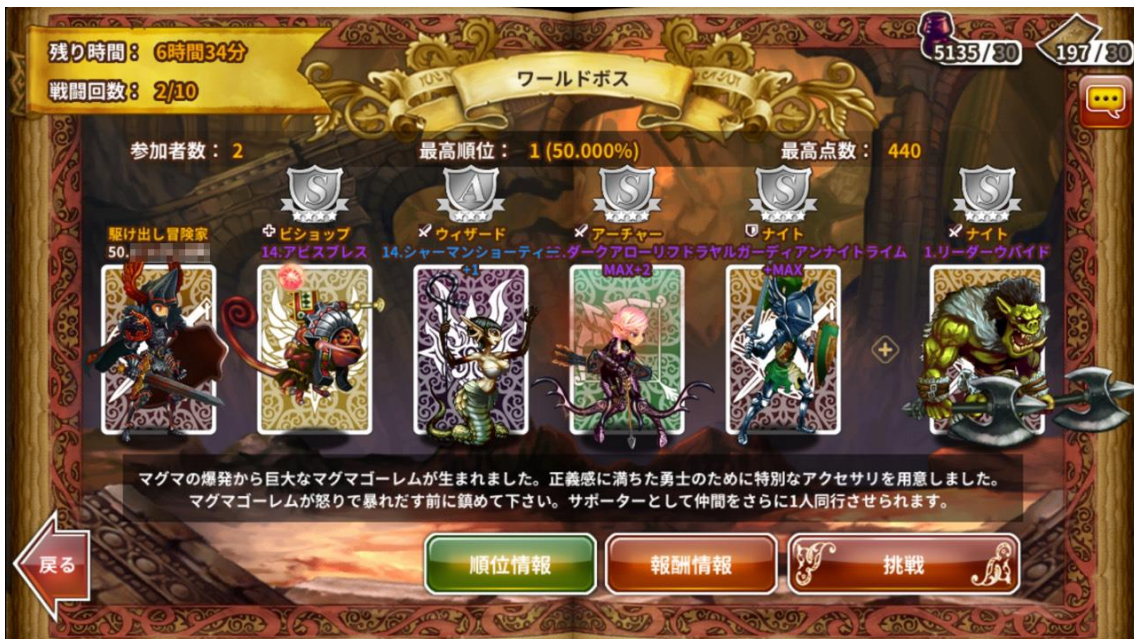 残り時間： 6時間34分
戦闘回数： 2/10
ワールドボス
5135/30
197/30
参加者数： 2
最高順位： 1 (50.000%)
最高点数： 440
S
A
S
S
S
駆け出し冒険家
ビショップ
ウィザード
アーチャー
ナイト
ナイト
50.
14.アビスブレス
14.シャーマンショーティー
+1
ダークアローリフトラ
MAX+2
ヤルガーディアンナイトライム
+MAX
1.リーダーウバイド
マグマの爆発から巨大なマグマゴーレムが生まれました。正義感に満ちた勇士のために特別なアクセサリを用意しました。
マグマゴーレムが怒りで暴れだす前に鎮めて下さい。サポーターとして仲間をさらに1人同行させられます。
戻る
順位情報
報酬情報
挑戦